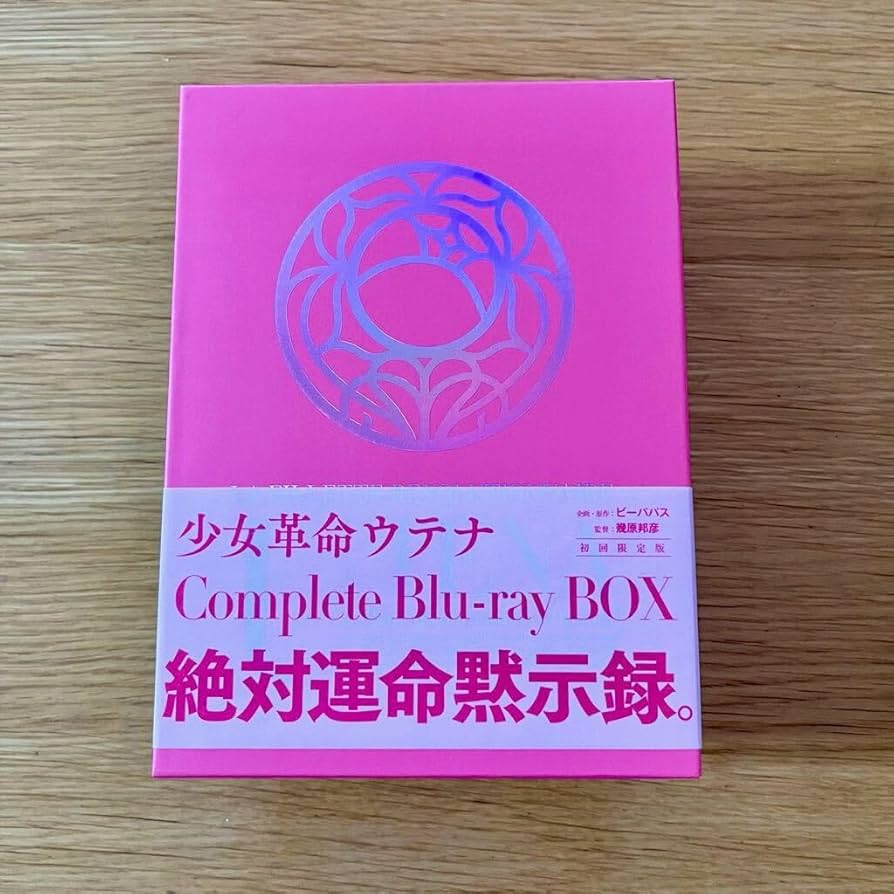 少女革命ウテナ
企画・原作：ビーパパス
監督：幾原邦彦
初回限定版
Complete Blu-ray BOX
絶対運命黙示録。